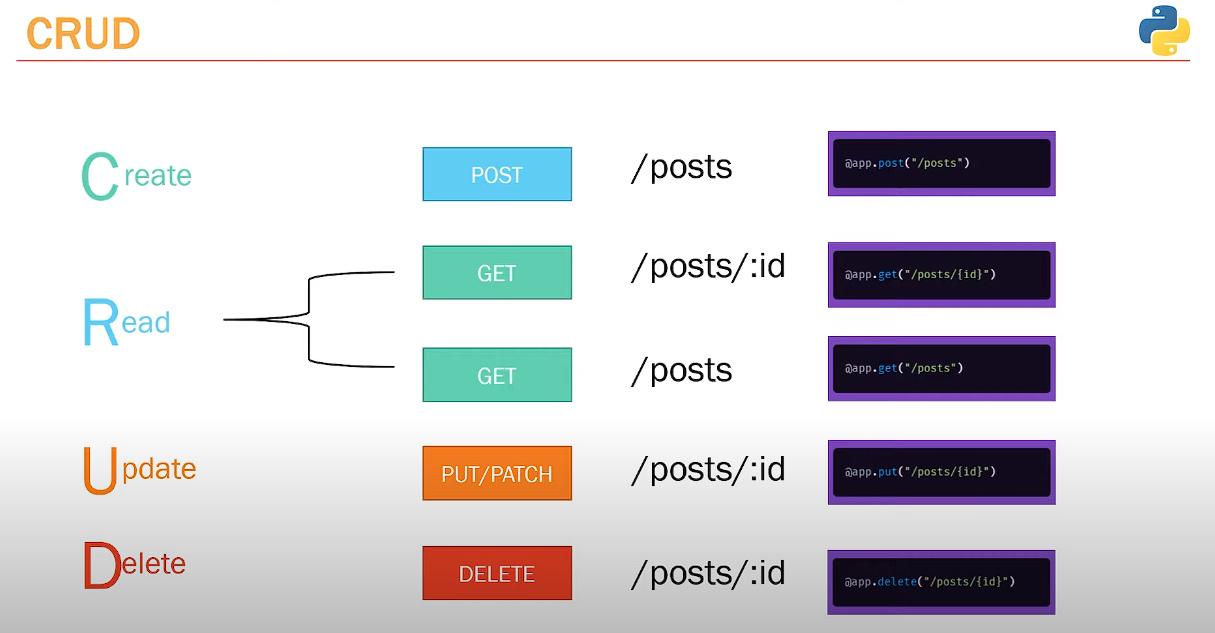 CRUD
Create POST /posts @app.post("/posts")
GET /posts/:id @app.get("/posts/{id}")
Read
GET /posts @app.get("/posts")
Update PUT/PATCH /posts/:id @app.put("/posts/{id}")
Delete DELETE /posts/:id @app.delete("/posts/{id}")